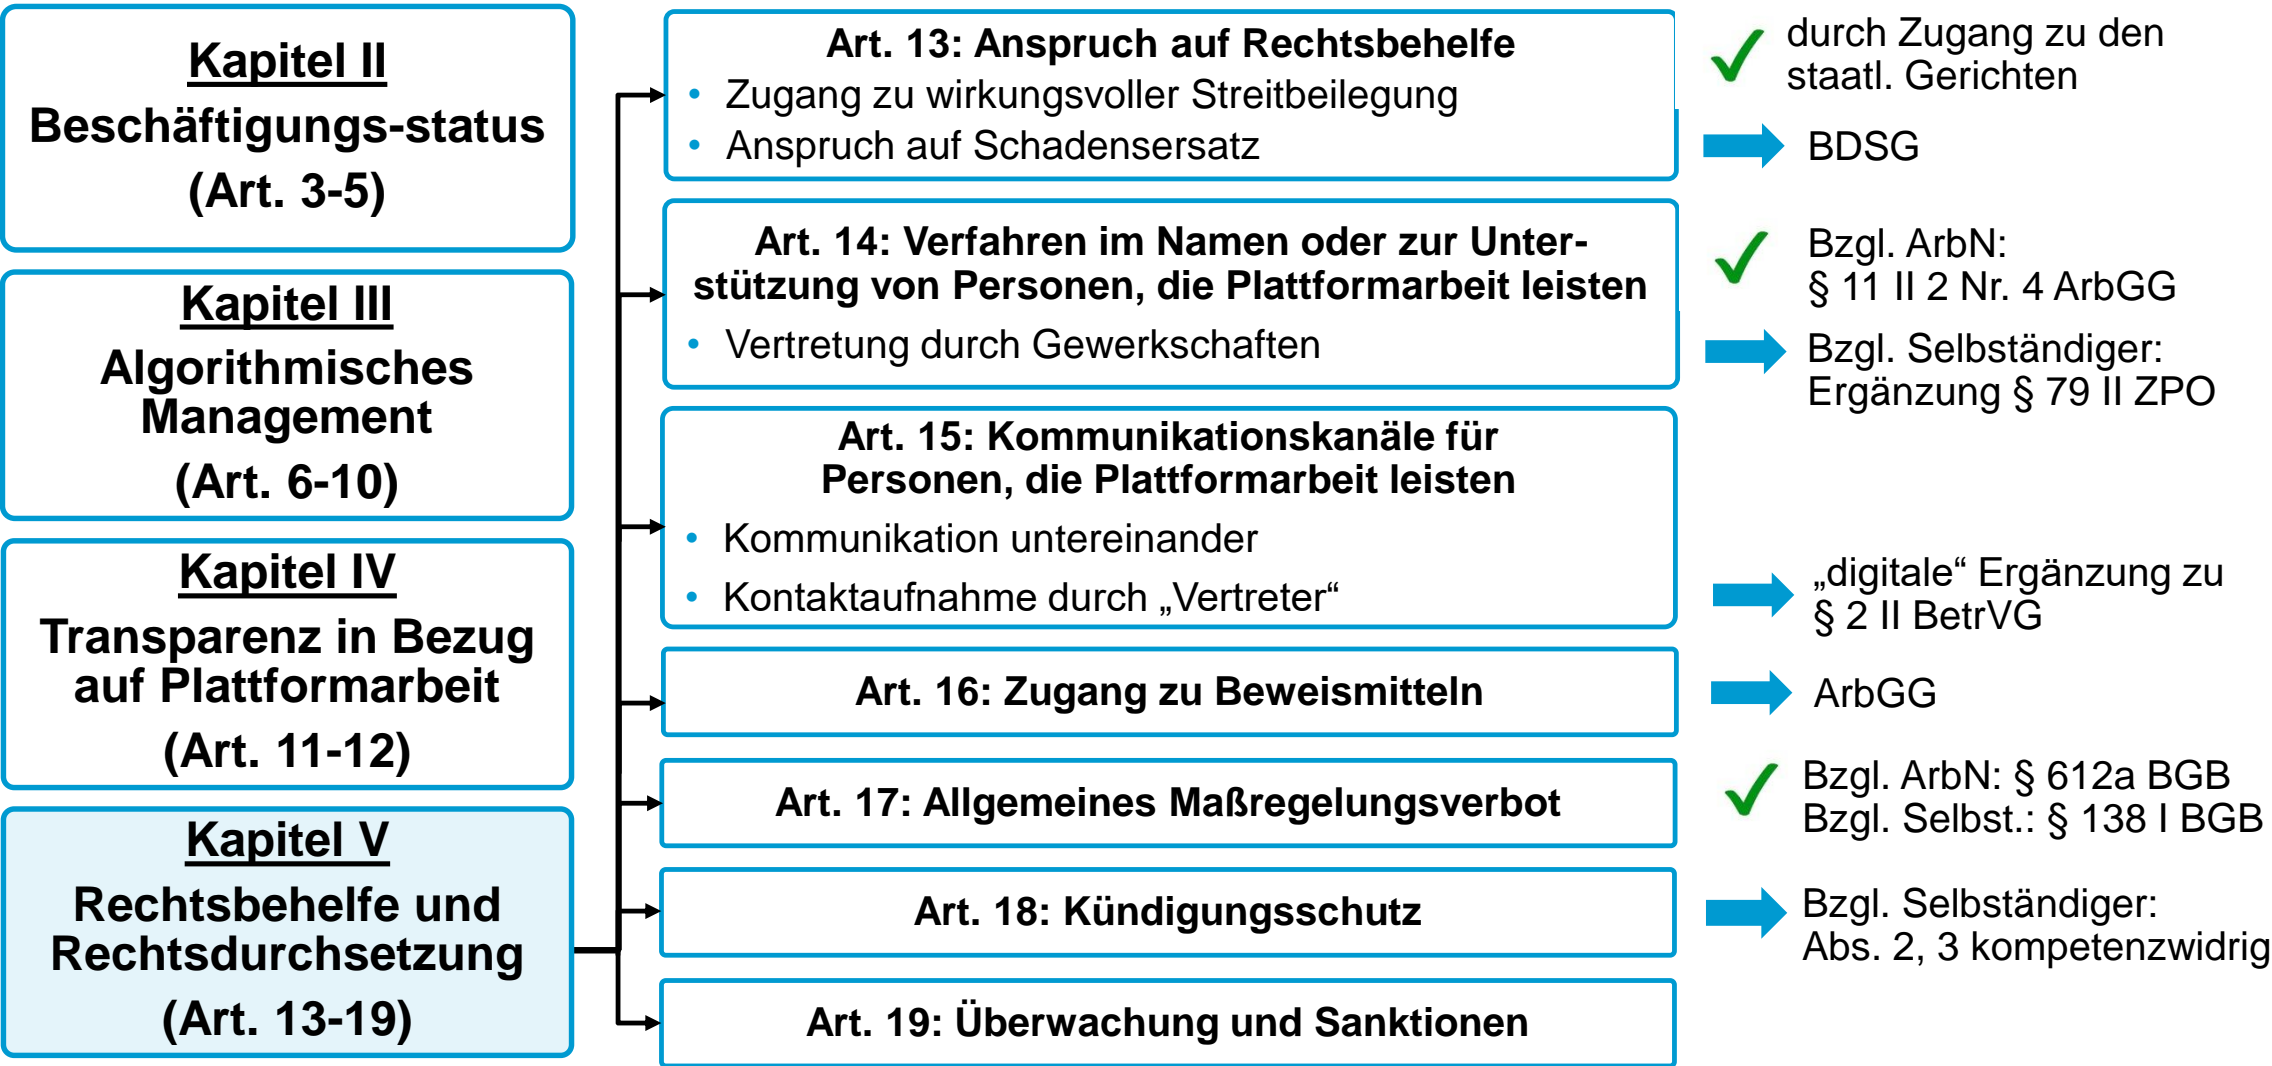 Kapitel II
Beschäftigungs-status
(Art. 3-5)
Kapitel III
Algorithmisches
Management
(Art. 6-10)
Kapitel IV
Transparenz in Bezug
auf Plattformarbeit
(Art. 11-12)
Kapitel V
Rechtsbehelfe und
Rechtsdurchsetzung
(Art. 13-19)
Art. 13: Anspruch auf Rechtsbehelfe
• Zugang zu wirkungsvoller Streitbeilegung
• Anspruch auf Schadensersatz
durch Zugang zu den
staatl. Gerichten
BDSG
Art. 14: Verfahren im Namen oder zur Unter-
stützung von Personen, die Plattformarbeit leisten
• Vertretung durch Gewerkschaften
Bzgl. ArbN:
§ 11 II 2 Nr. 4 ArbGG
Bzgl. Selbständiger:
Ergänzung § 79 II ZPO
Art. 15: Kommunikationskanäle für
Personen, die Plattformarbeit leisten
• Kommunikation untereinander
• Kontaktaufnahme durch „Vertreter“
„digitale“ Ergänzung zu
§ 2 II BetrVG
Art. 16: Zugang zu Beweismitteln
ArbGG
Art. 17: Allgemeines Maßregelungsverbot
Bzgl. ArbN: § 612a BGB
Bzgl. Selbst.: § 138 I BGB
Art. 18: Kündigungsschutz
Bzgl. Selbständiger:
Abs. 2, 3 kompetenzwidrig
Art. 19: Überwachung und Sanktionen